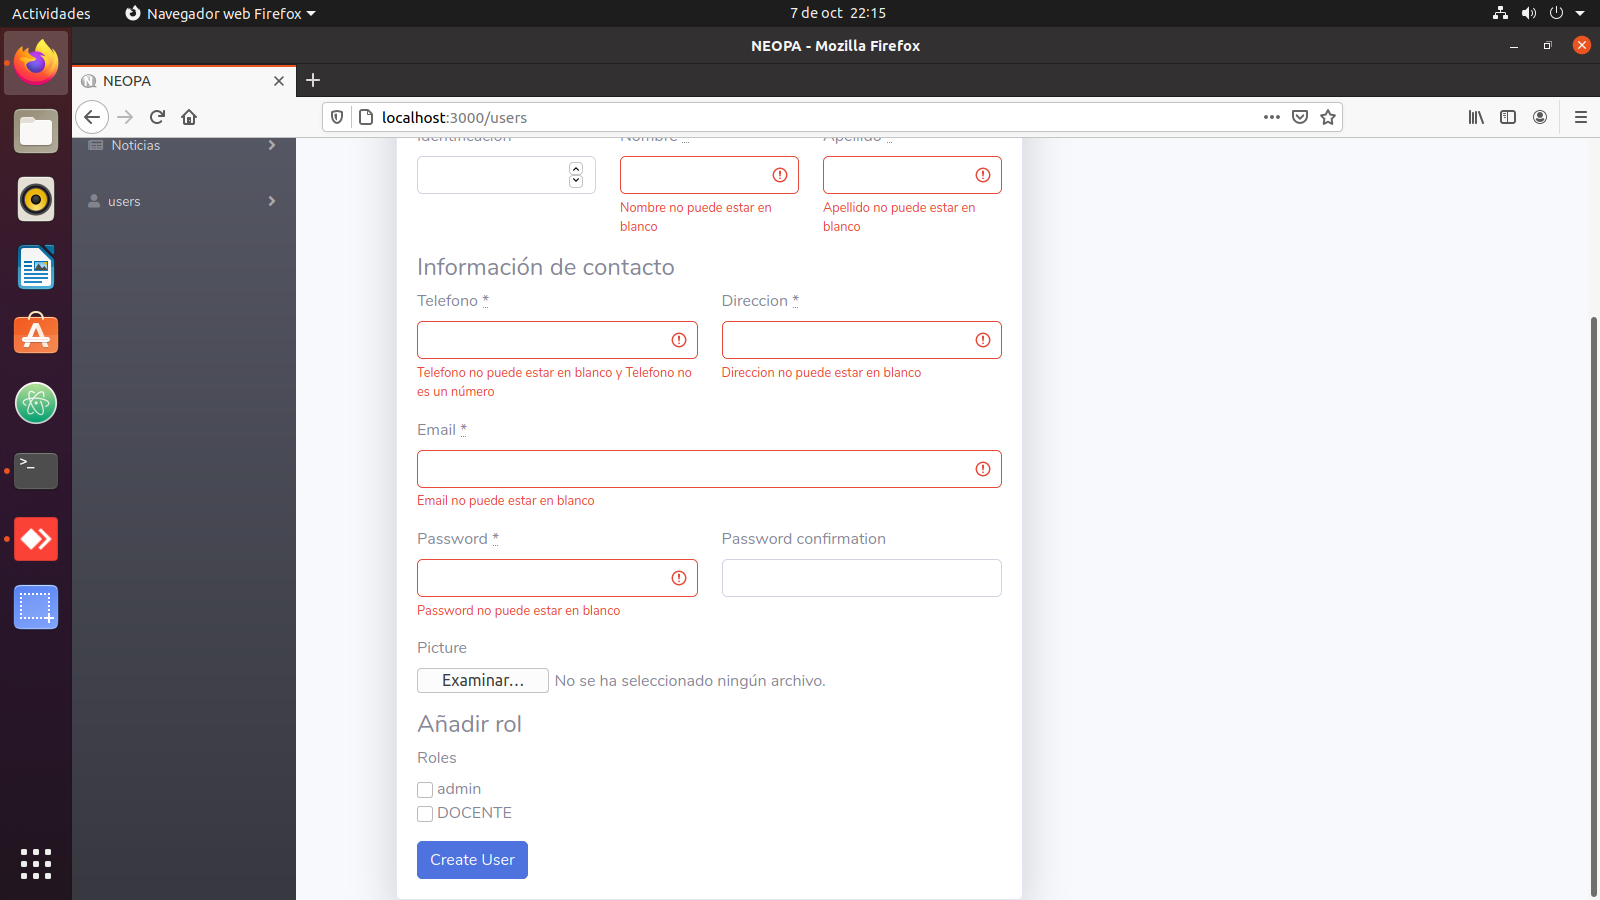 Actividades
Navegador web Firefox
7 de oct 22:15
NEOPA - Mozilla Firefox
NEOPA
localhost:3000/users
Noticias
users
Identificación Nombre * Apellido *
Nombre no puede estar en
blanco
Apellido no puede estar en
blanco
Información de contacto
Telefono * Direccion *
Telefono no puede estar en blanco y Telefono no
es un número
Direccion no puede estar en blanco
Email *
Email no puede estar en blanco
Password * Password confirmation
Password no puede estar en blanco
Picture
Examinar... No se ha seleccionado ningún archivo.
Añadir rol
Roles
admin
DOCENTE
Create User